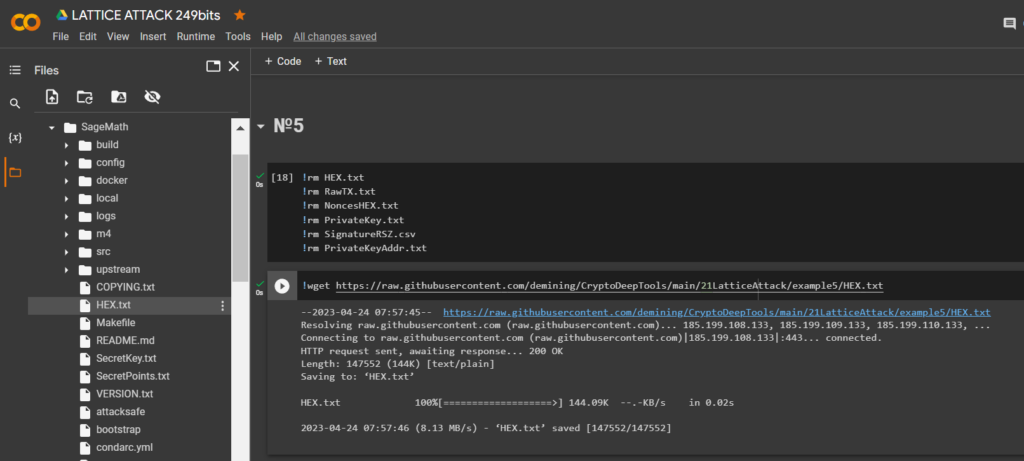 LATTICE ATTACK 249bits
File Edit View Insert Runtime Tools Help All changes saved
Files
+ Code + Text
SageMath
build
config
docker
local
logs
m4
src
upstream
COPYING.txt
HEX.txt
Makefile
README.md
SecretKey.txt
SecretPoints.txt
VERSION.txt
attacksafe
bootstrap
condarc.yml
{x}
№5
0s
[18] !rm HEX.txt
!rm RawTX.txt
!rm NoncesHEX.txt
!rm PrivateKey.txt
!rm SignatureRSZ.csv
!rm PrivateKeyAddr.txt
0s
!wget https://raw.githubusercontent.com/demining/CryptoDeepTools/main/21LatticeAttack/example5/HEX.txt
--2023-04-24 07:57:45-- https://raw.githubusercontent.com/demining/CryptoDeepTools/main/21LatticeAttack/example5/HEX.txt
Resolving raw.githubusercontent.com (raw.githubusercontent.com)... 185.199.108.133, 185.199.109.133, 185.199.110.133, ...
Connecting to raw.githubusercontent.com (raw.githubusercontent.com)|185.199.108.133|:443... connected.
HTTP request sent, awaiting response... 200 OK
Length: 147552 (144K) [text/plain]
Saving to: ‘HEX.txt’
HEX.txt 100%[===================>] 144.09K --.-KB/s in 0.02s
2023-04-24 07:57:46 (8.13 MB/s) - ‘HEX.txt’ saved [147552/147552]